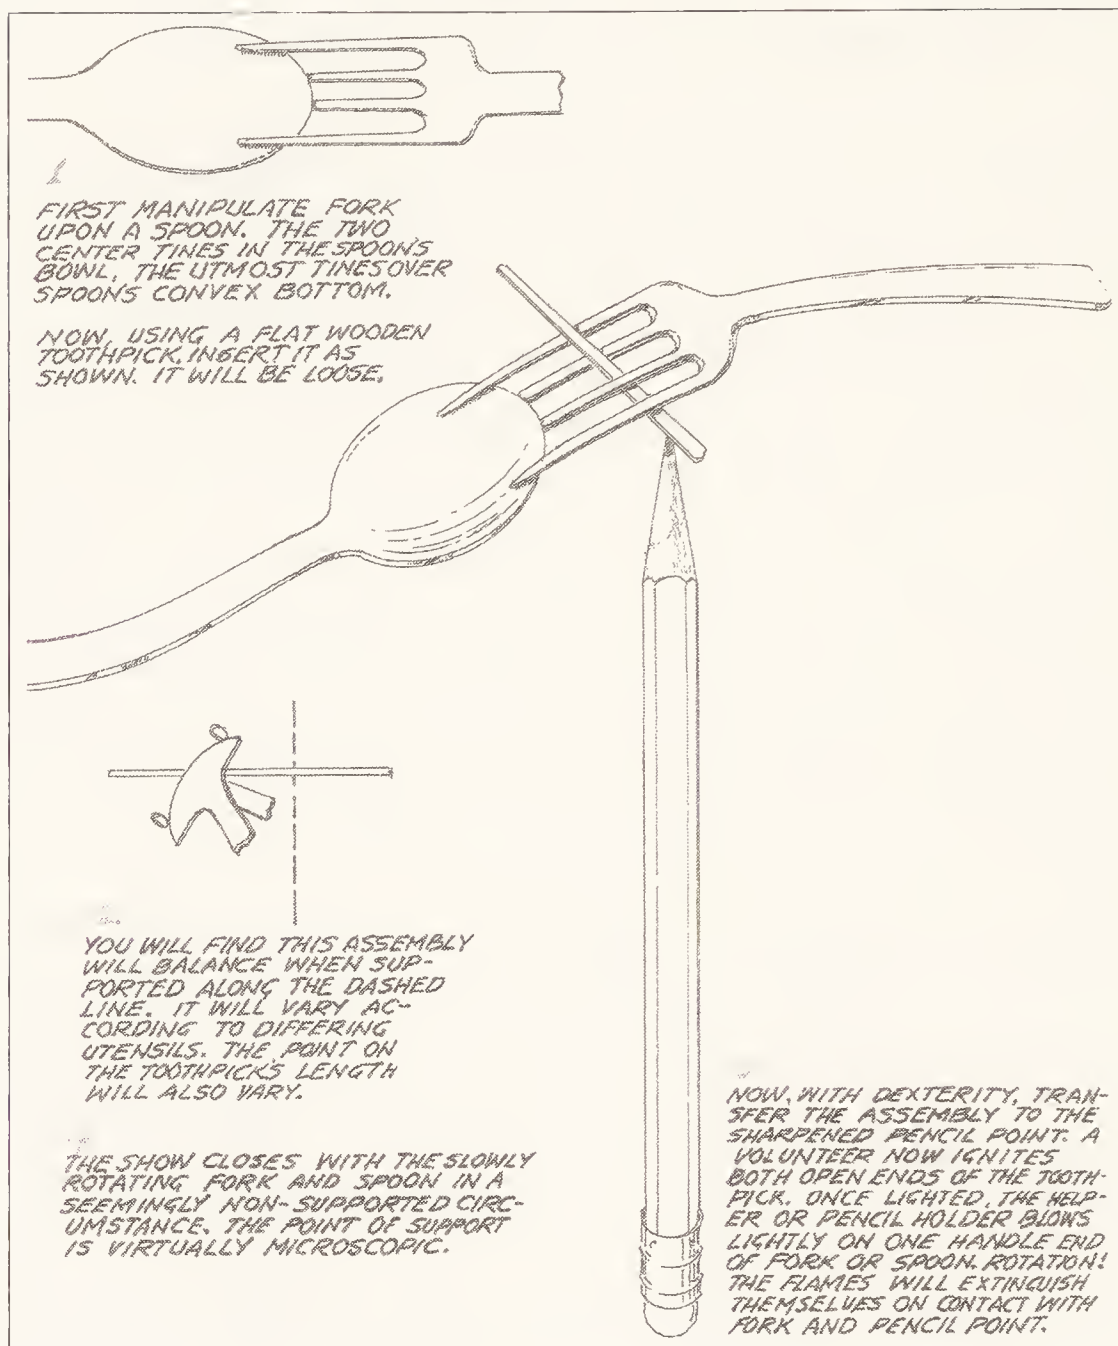 1
FIRST MANIPULATE FORK
UPON A SPOON. THE TWO
CENTER TINES IN THE SPOON'S
BOWL, THE UTMOST TINES OVER
SPOON'S CONVEX BOTTOM.
NOW, USING A FLAT WOODEN
TOOTHPICK, INSERT IT AS
SHOWN. IT WILL BE LOOSE.
YOU WILL FIND THIS ASSEMBLY
WILL BALANCE WHEN SUP-
PORTED ALONG THE DASHED
LINE. IT WILL VARY AC-
CORDING TO DIFFERING
UTENSILS. THE POINT ON
THE TOOTHPICK'S LENGTH
WILL ALSO VARY.
NOW, WITH DEXTERITY, TRAN-
SFER THE ASSEMBLY TO THE
SHARPENED PENCIL POINT. A
VOLUNTEER NOW IGNITES
BOTH OPEN ENDS OF THE TOOTH-
PICK. ONCE LIGHTED, THE HELP-
ER OR PENCIL HOLDER BLOWS
LIGHTLY ON ONE HANDLE END
OF FORK OR SPOON. ROTATION!
THE FLAMES WILL EXTINGUISH
THEMSELVES ON CONTACT WITH
FORK AND PENCIL POINT.
THE SHOW CLOSES WITH THE SLOWLY
ROTATING FORK AND SPOON IN A
SEEMINGLY NON-SUPPORTED CIRC-
UMSTANCE. THE POINT OF SUPPORT
IS VIRTUALLY MICROSCOPIC.